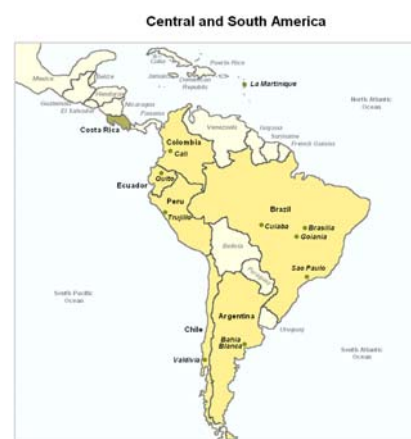 Central and South America
Cuba
Puerto Rico
Mexico
Belize
Jamaica
Dominican
Republic
La Martinique
Honduras
Guatemala
Nicaragua
El Salvador
North Atlantic
Ocean
Panama
Costa Rica
Venezuela
Guyana
Suriname
French Guiana
Colombia
Cali
Ecuador
Quito
Peru
Trujillo
Brazil
Cuiaba
Brasilia
Goiania
Bolivia
Sao Paulo
Paraguay
South Pacific
Ocean
Argentina
Chile
Uruguay
Bahia
Blanca
South Atlantic
Ocean
Valdivia